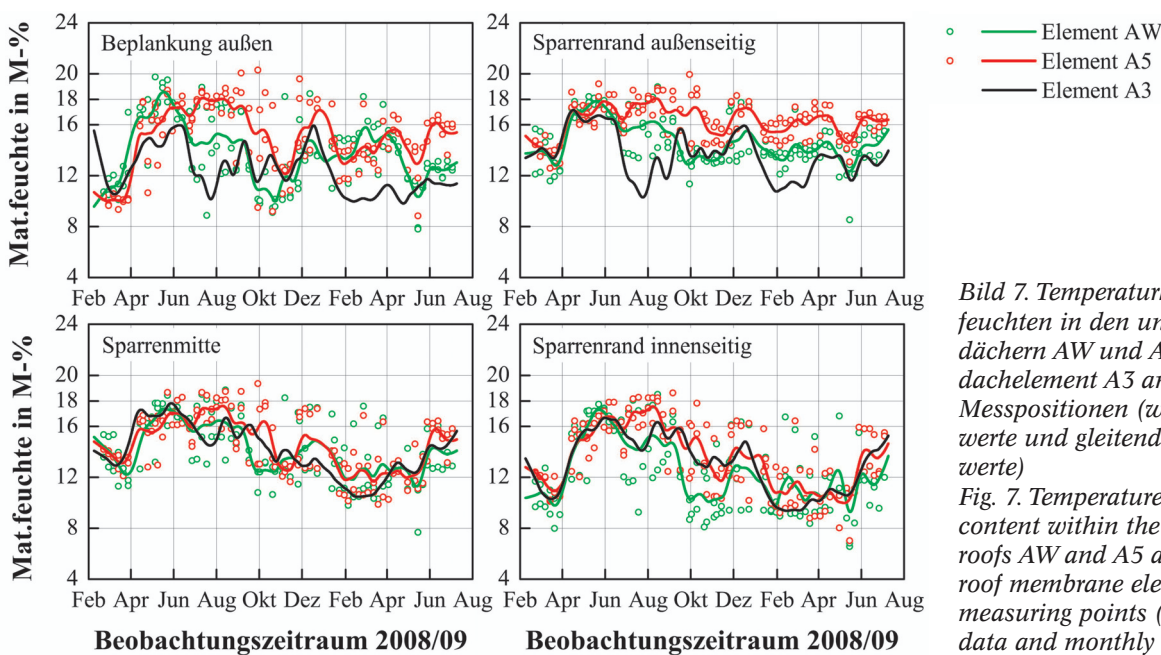 24
20
18
16
12
8
4
Mat.feuchte in M-%
Beplankung außen
Feb Apr Jun Aug Okt Dez Feb Apr Jun Aug
Sparrenrand außenseitig
Feb Apr Jun Aug Okt Dez Feb Apr Jun Aug
Element AW
Element A5
Element A3
24
20
18
16
12
8
4
Mat.feuchte in M-%
Sparrenmitte
Feb Apr Jun Aug Okt Dez Feb Apr Jun Aug
Beobachtungszeitraum 2008/09
Sparrenrand innenseitig
Feb Apr Jun Aug Okt Dez Feb Apr Jun Aug
Beobachtungszeitraum 2008/09
Bild 7. Temperatur
feuchten in den un
dächern AW und A
dachelement A3 an
Messpositionen (w
werte und gleitend
werte)
Fig. 7. Temperature
content within the
roofs AW and A5 a
roof membrane ele
measuring points (
data and monthly